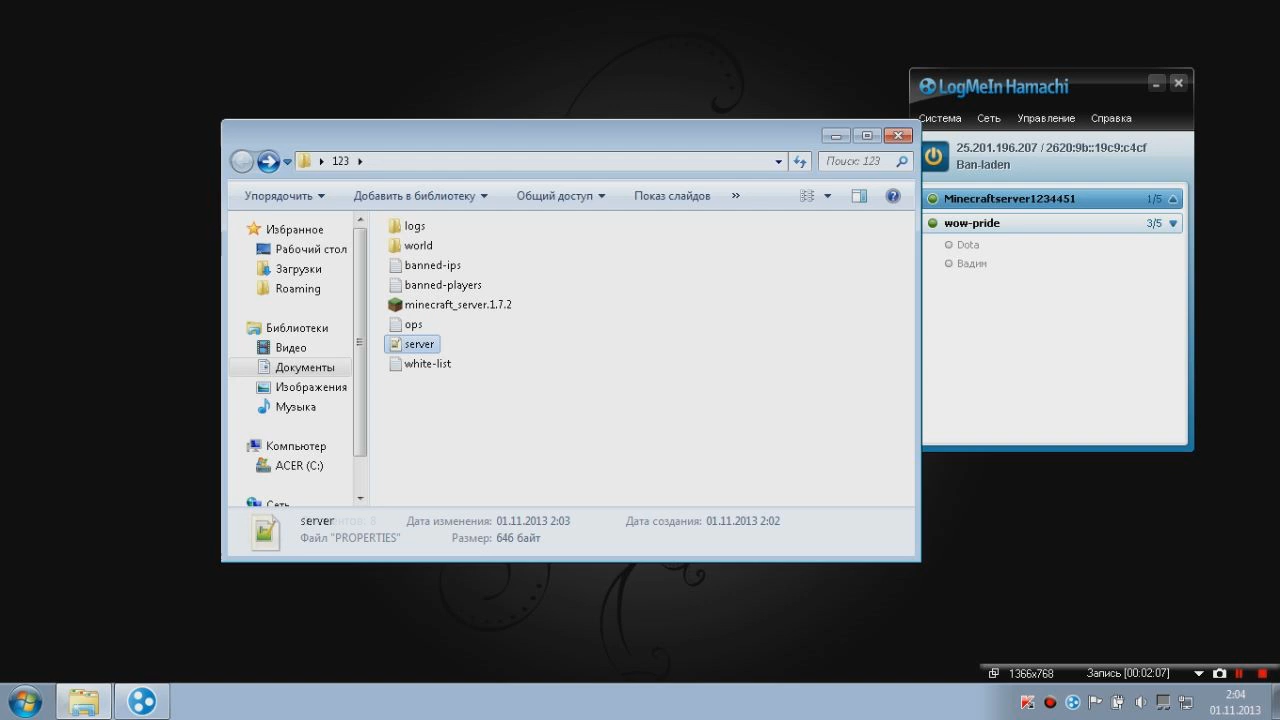 LogMeIn Hamachi
Система Сеть Управление Справка
25.201.196.207 / 2620:9b::19c9:c4cf
Ban-laden
Minecraftserver1234451 1/5
wow-pride 3/5
Dota
Вадим
123
Поиск: 123
Упорядочить Добавить в библиотеку Общий доступ Показ слайдов »
Избранное
Рабочий стол
Загрузки
Roaming
Библиотеки
Видео
Документы
Изображения
Музыка
Компьютер
ACER (C:)
Сеть
logs
world
banned-ips
banned-players
minecraft_server.1.7.2
ops
server
white-list
server Дата изменения: 01.11.2013 2:03 Дата создания: 01.11.2013 2:02
Файл "PROPERTIES" Размер: 646 байт
1366x768 Запись [00:02:07]
2:04
01.11.2013